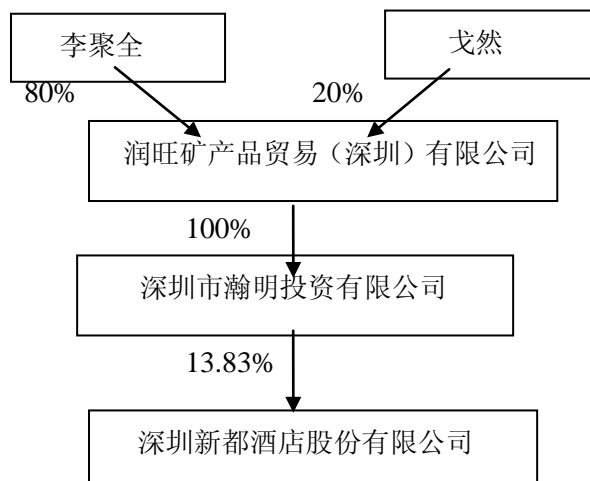 李聚全
戈然
80%
20%
润旺矿产品贸易（深圳）有限公司
100%
深圳市瀚明投资有限公司
13.83%
深圳新都酒店股份有限公司